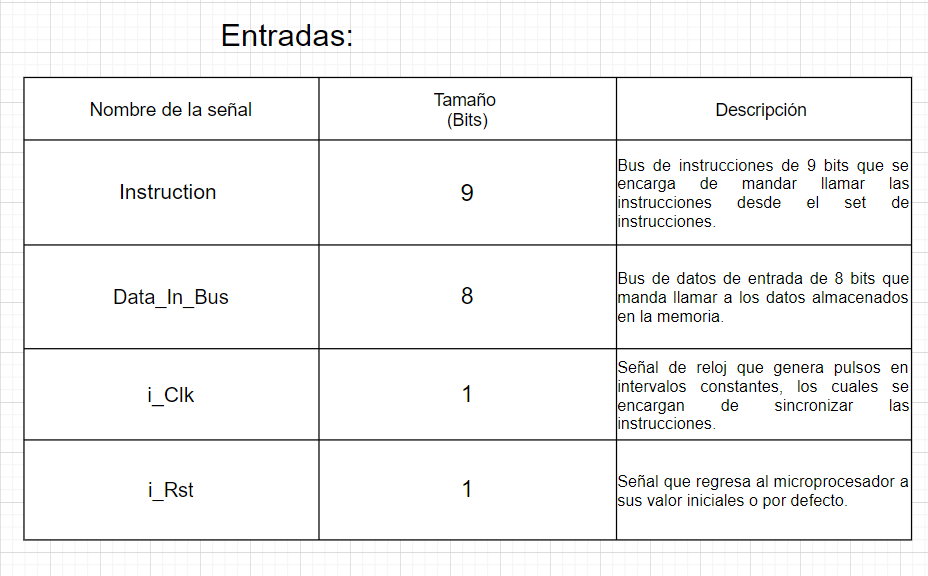 Entradas:
Nombre de la señal
Tamaño
(Bits)
Descripción
Instruction
9
Bus de instrucciones de 9 bits que se
encarga de mandar llamar las
instrucciones desde el set de
instrucciones.
Data_In_Bus
8
Bus de datos de entrada de 8 bits que
manda llamar a los datos almacenados
en la memoria.
i_Clk
1
Señal de reloj que genera pulsos en
intervalos constantes, los cuales se
encargan de sincronizar las
instrucciones.
i_Rst
1
Señal que regresa al microprocesador a
sus valor iniciales o por defecto.